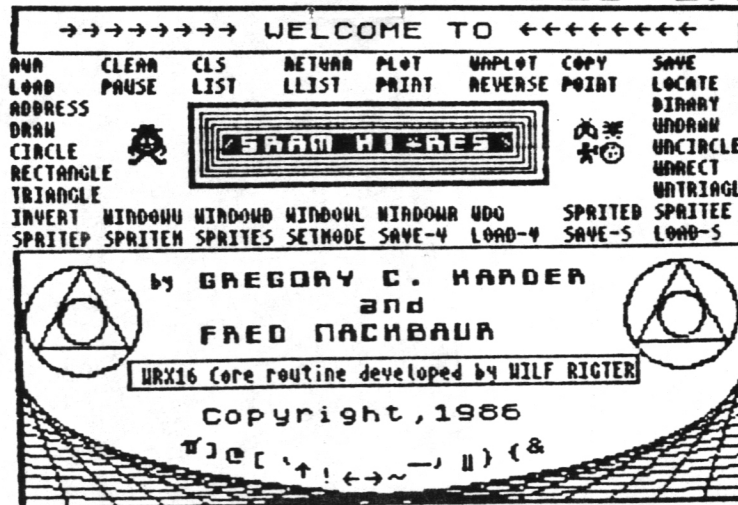 →→→→→→→→ WELCOME TO ←←←←←←←←
RUN CLEAR CLS RETURN PLOT UNPLOT COPY SAVE
LOAD PAUSE LIST LLIST PRINT REVERSE POINT LOCATE
ADDRESS BINARY
DRAW UNDRAW
CIRCLE UNCIRCLE
RECTANGLE UNRECT
TRIANGLE UNTRIAGL
SRAM HI-RES
INVERT WINDOWU WINDOWD WINDOWL WINDOWR UDG SPRITED SPRITEE
SPRITEP SPRITEM SPRITES SETMODE SAVE-V LOAD-V SAVE-S LOAD-S
by GREGORY C. HARDER
and
FRED NACHBAUR
WRX16 Core routine developed by WILF RIGTER
Copyright,1986
]@[`↑!←→~ ‖}{&